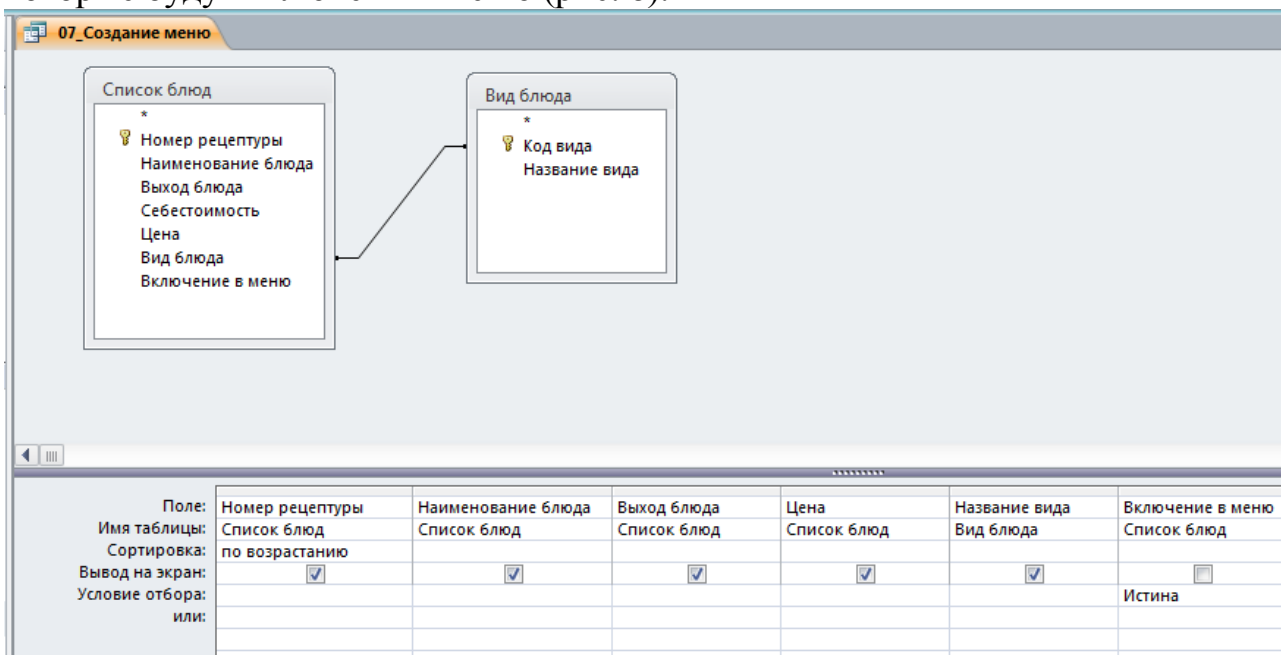 07_Создание меню
Список блюд
*
Номер рецептуры
Наименование блюда
Выход блюда
Себестоимость
Цена
Вид блюда
Включение в меню
Вид блюда
*
Код вида
Название вида
Поле: Номер рецептуры Наименование блюда Выход блюда Цена Название вида Включение в меню
Имя таблицы: Список блюд Список блюд Список блюд Список блюд Вид блюда Список блюд
Сортировка: по возрастанию
Вывод на экран:
Условие отбора: Истина
или: